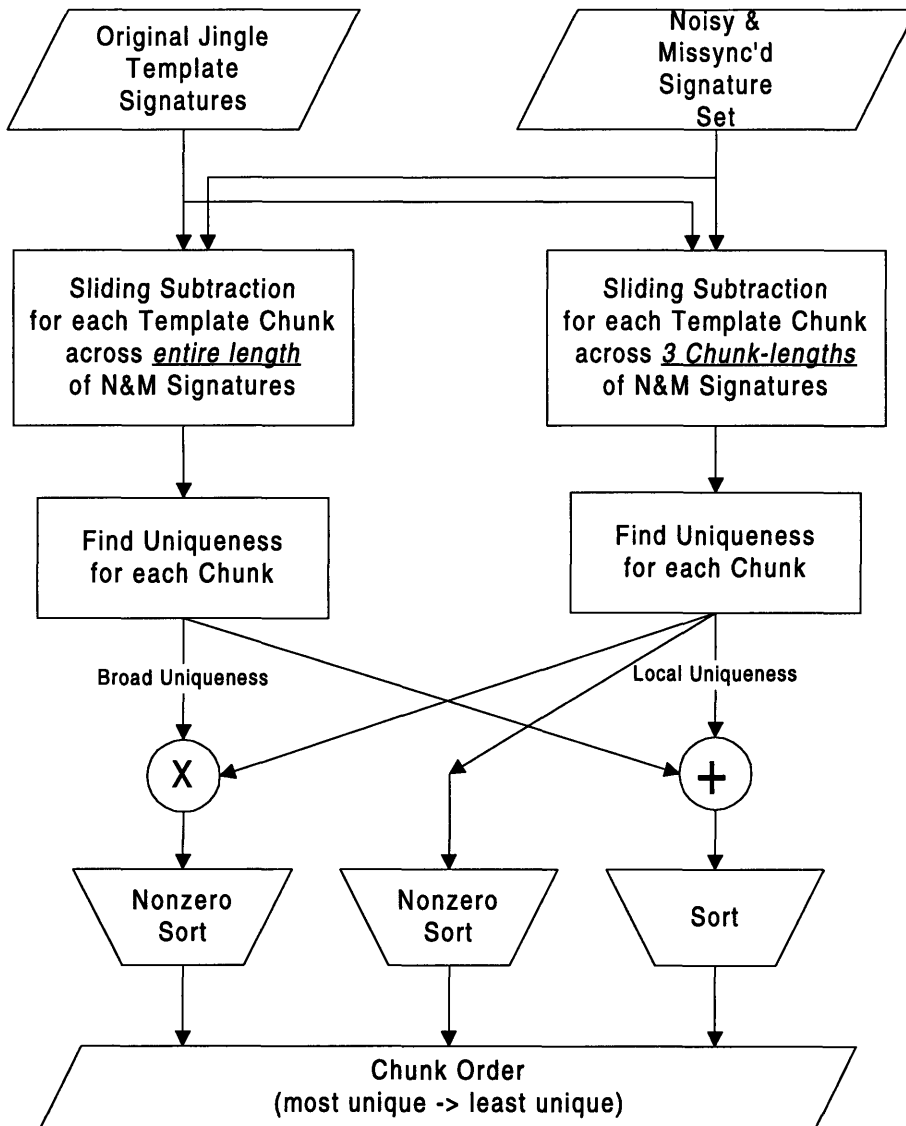 Original Jingle
Template
Signatures
Noisy &
Missync'd
Signature
Set
Sliding Subtraction
for each Template Chunk
across entire length
of N&M Signatures
Sliding Subtraction
for each Template Chunk
across 3 Chunk-lengths
of N&M Signatures
Find Uniqueness
for each Chunk
Find Uniqueness
for each Chunk
Broad Uniqueness
Local Uniqueness
X
+
Nonzero
Sort
Nonzero
Sort
Sort
Chunk Order
(most unique -> least unique)